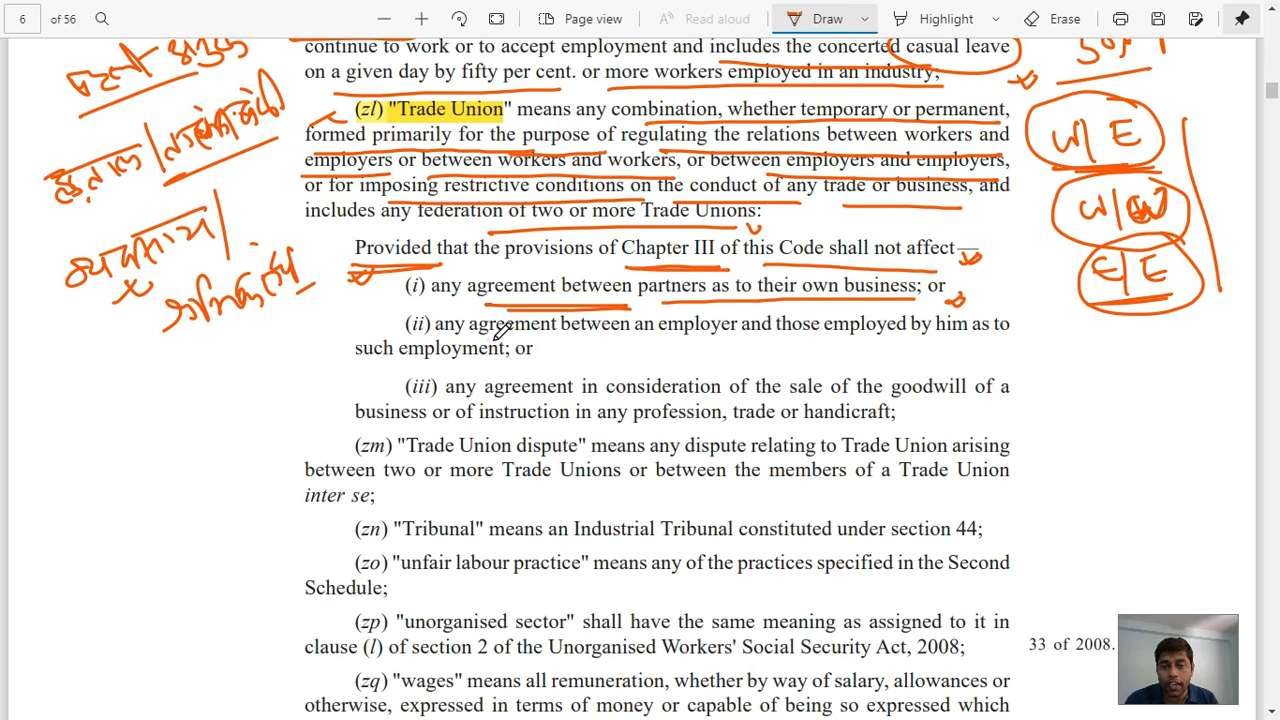 6 of 56 Page view Read aloud Draw Highlight Erase
continue to work or to accept employment and includes the concerted casual leave
on a given day by fifty per cent. or more workers employed in an industry;
(zl) "Trade Union" means any combination, whether temporary or permanent,
formed primarily for the purpose of regulating the relations between workers and
employers or between workers and workers, or between employers and employers,
or for imposing restrictive conditions on the conduct of any trade or business, and
includes any federation of two or more Trade Unions:
W/E
E/E
Provided that the provisions of Chapter III of this Code shall not affect—
(i) any agreement between partners as to their own business; or
(ii) any agreement between an employer and those employed by him as to
such employment; or
(iii) any agreement in consideration of the sale of the goodwill of a
business or of instruction in any profession, trade or handicraft;
(zm) "Trade Union dispute" means any dispute relating to Trade Union arising
between two or more Trade Unions or between the members of a Trade Union
inter se;
(zn) "Tribunal" means an Industrial Tribunal constituted under section 44;
(zo) "unfair labour practice" means any of the practices specified in the Second
Schedule;
(zp) "unorganised sector" shall have the same meaning as assigned to it in
clause (l) of section 2 of the Unorganised Workers' Social Security Act, 2008;
33 of 2008.
(zq) "wages" means all remuneration, whether by way of salary, allowances or
otherwise, expressed in terms of money or capable of being so expressed which